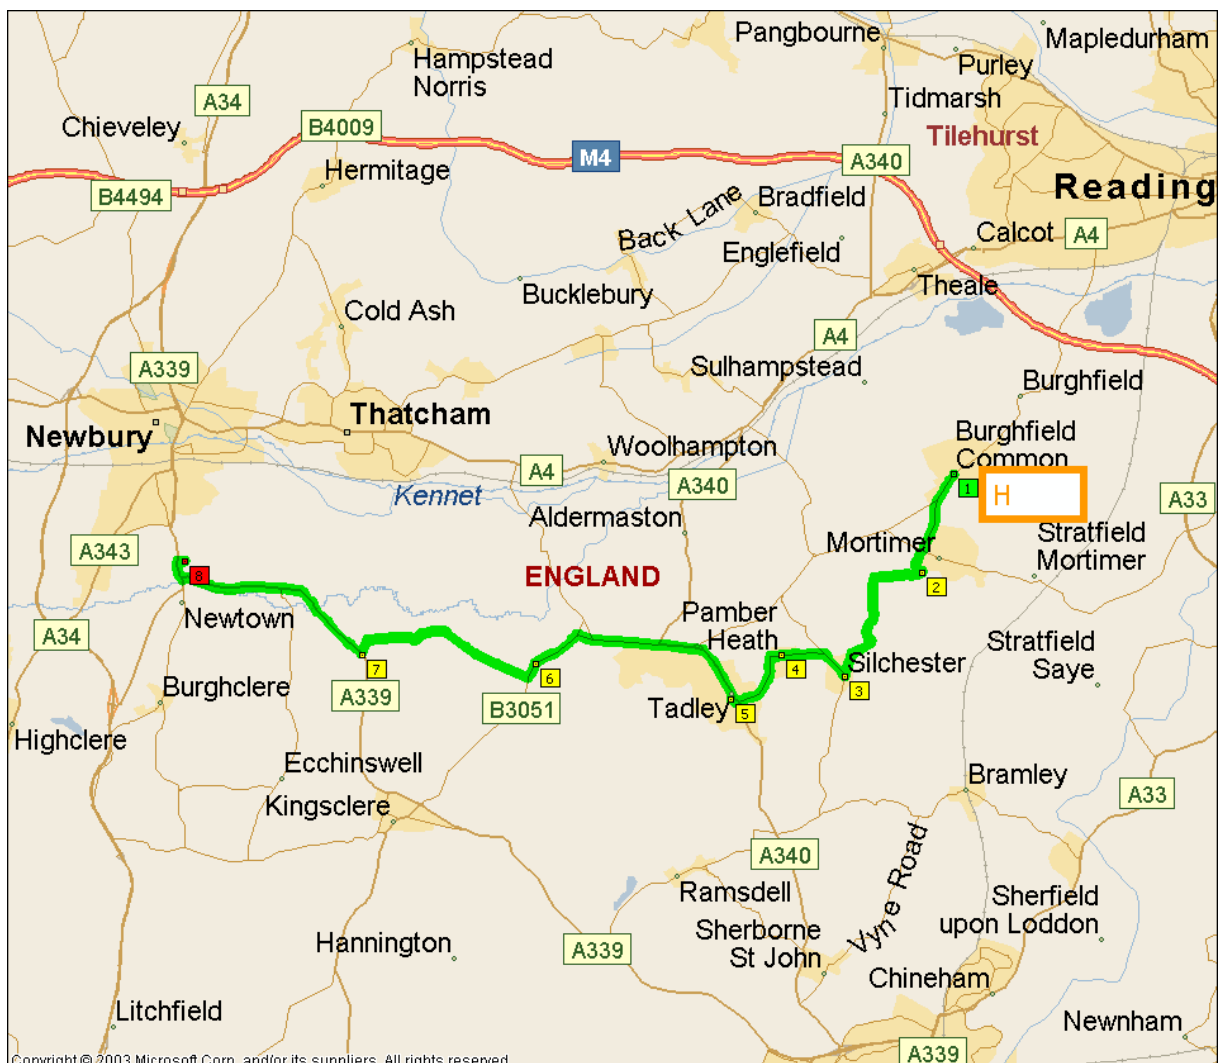 Pangbourne
Mapledurham
Hampstead
Norris
Purley
A34
Tidmarsh
Chieveley
B4009
Tilehurst
M4
A340
Hermitage
B4494
Reading
Back Lane
Bradfield
Calcot
A4
Englefield
Bucklebury
Theale
Cold Ash
A4
A339
Sulhampstead
Burghfield
Thatcham
Newbury
Woolhampton
Burghfield
Common
A4
A340
1
H
A33
Kennet
Aldermaston
A343
Mortimer
Stratfield
Mortimer
8
ENGLAND
2
Newtown
Pamber
Heath
A34
Stratfield
Saye
7
6
4
Silchester
3
Burghclere
A339
B3051
Tadley
5
Highclere
Ecchinswell
Bramley
Kingsclere
A33
A340
Vyne Road
Ramsdell
Sherfield
upon Loddon
Sherborne
St John
Hannington
A339
Chineham
Litchfield
Newnham
A339
Copyright © 2003 Microsoft Corp. and/or its suppliers. All rights reserved.